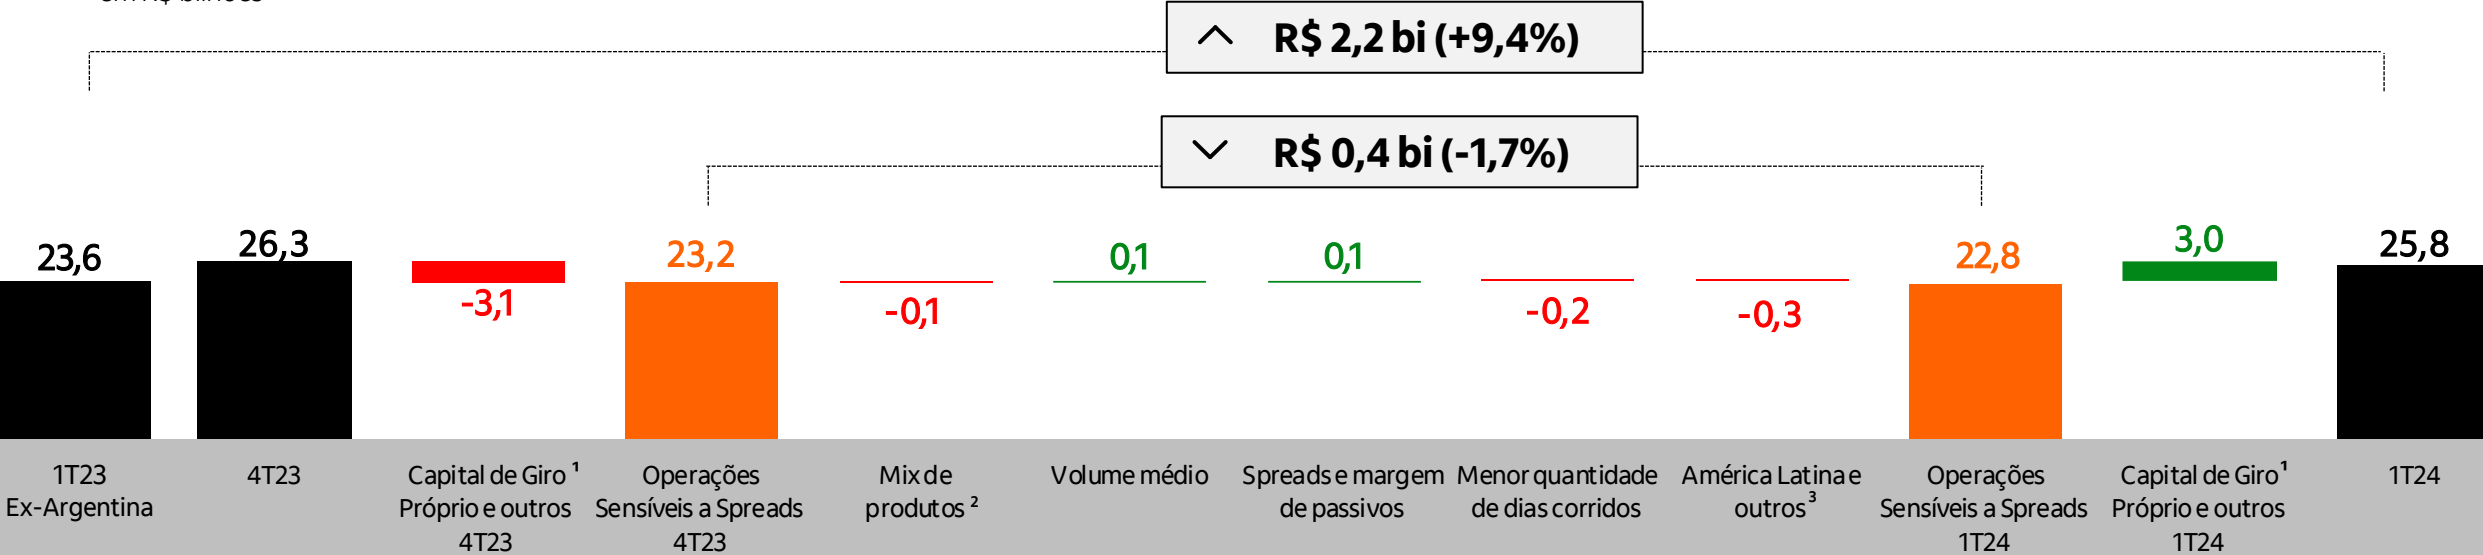 em R$ bilhões
R$ 2,2 bi (+9,4%)
R$ 0,4 bi (-1,7%)
23,6
26,3
-3,1
23,2
-0,1
0,1
0,1
-0,2
-0,3
22,8
3,0
25,8
1T23
Ex-Argentina
4T23
Capital de Giro ¹
Próprio e outros
4T23
Operações
Sensíveis a Spreads
4T23
Mix de
produtos ²
Volume médio
Spreads e margem
de passivos
Menor quantidade
de dias corridos
América Latina e
outros ³
Operações
Sensíveis a Spreads
1T24
Capital de Giro ¹
Próprio e outros
1T24
1T24